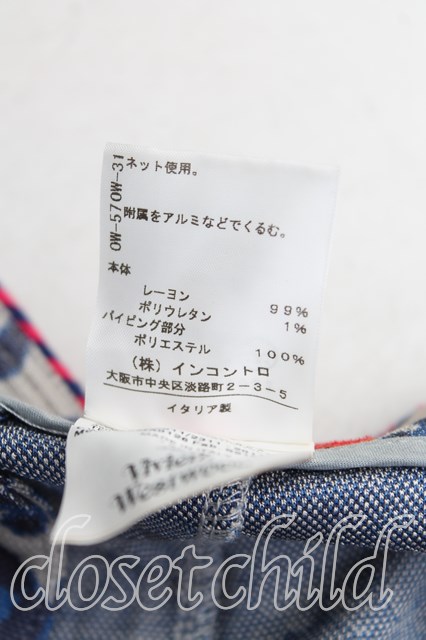 ネット使用。
OW-570W-31
附属をアルミなどでくるむ。
本体
レーヨン 99%
ポリウレタン 1%
パイピング部分
ポリエステル 100%
(株) インコントロ
大阪市中央区淡路町2-3-5
イタリア製
closetchild